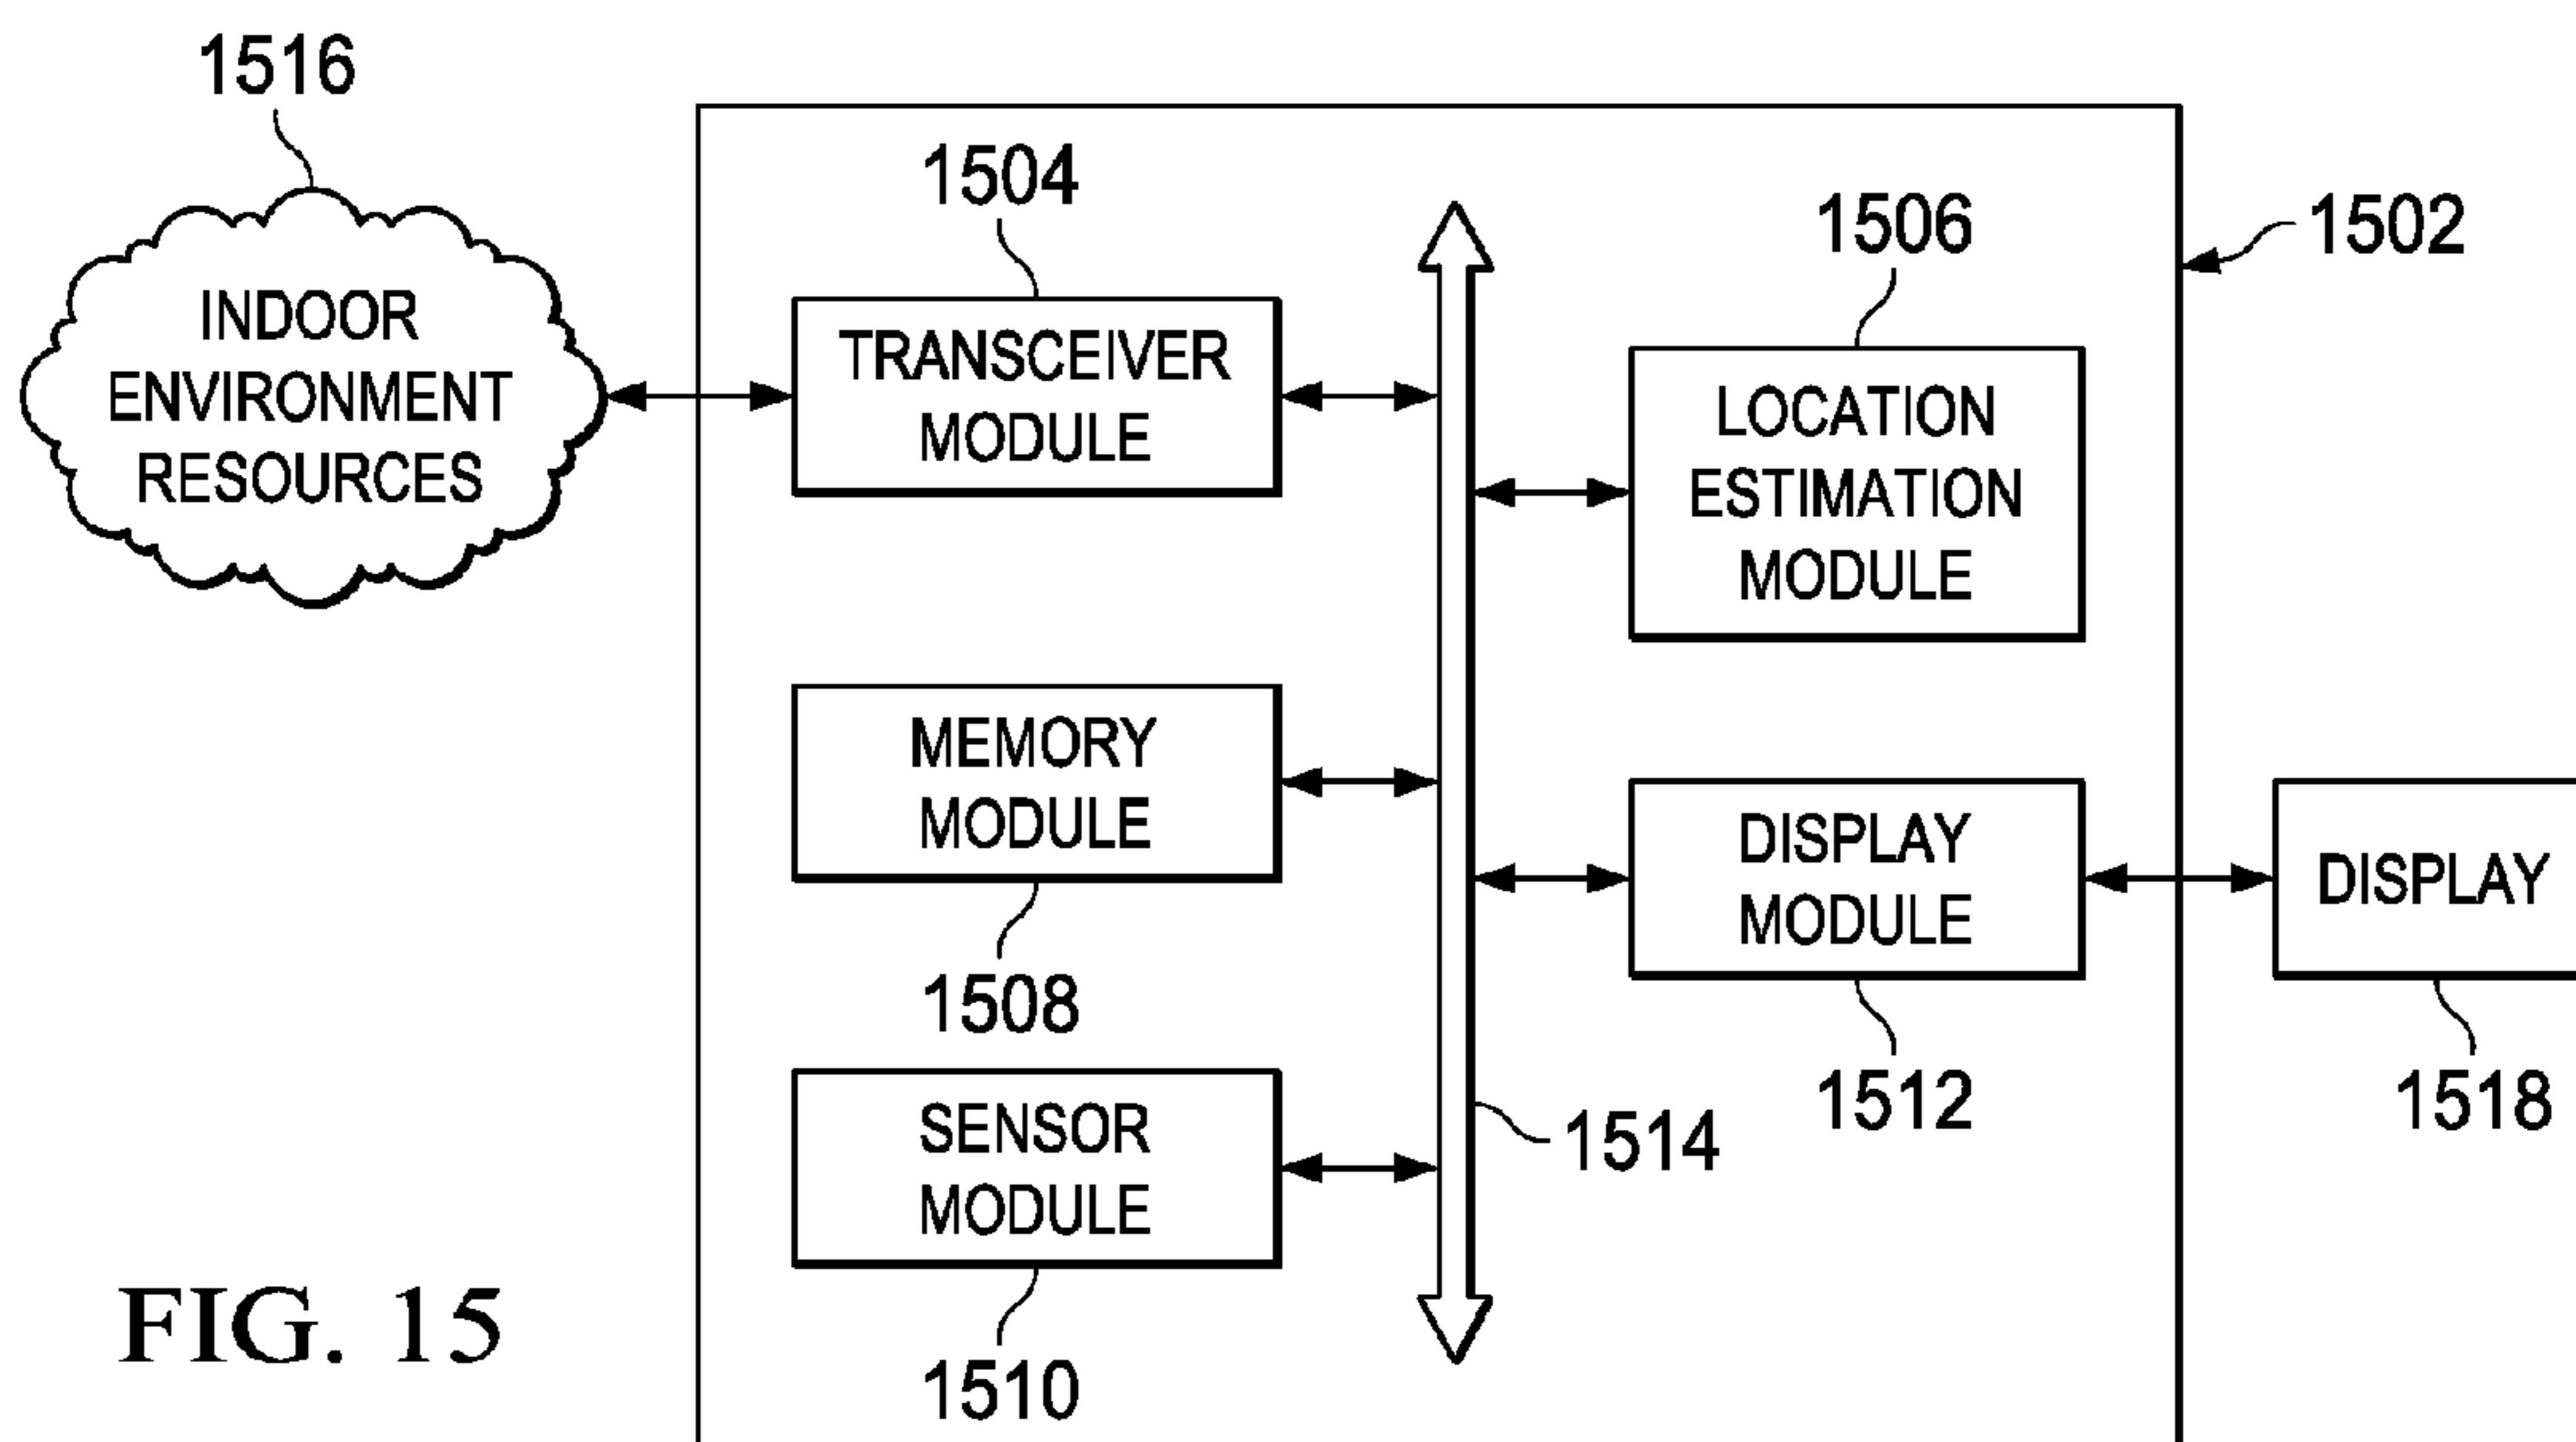 1516
1504
1506
1502
INDOOR
ENVIRONMENT
RESOURCES
TRANSCEIVER
MODULE
LOCATION
ESTIMATION
MODULE
MEMORY
MODULE
1508
DISPLAY
MODULE
DISPLAY
1512
1518
SENSOR
MODULE
1514
1510
FIG. 15